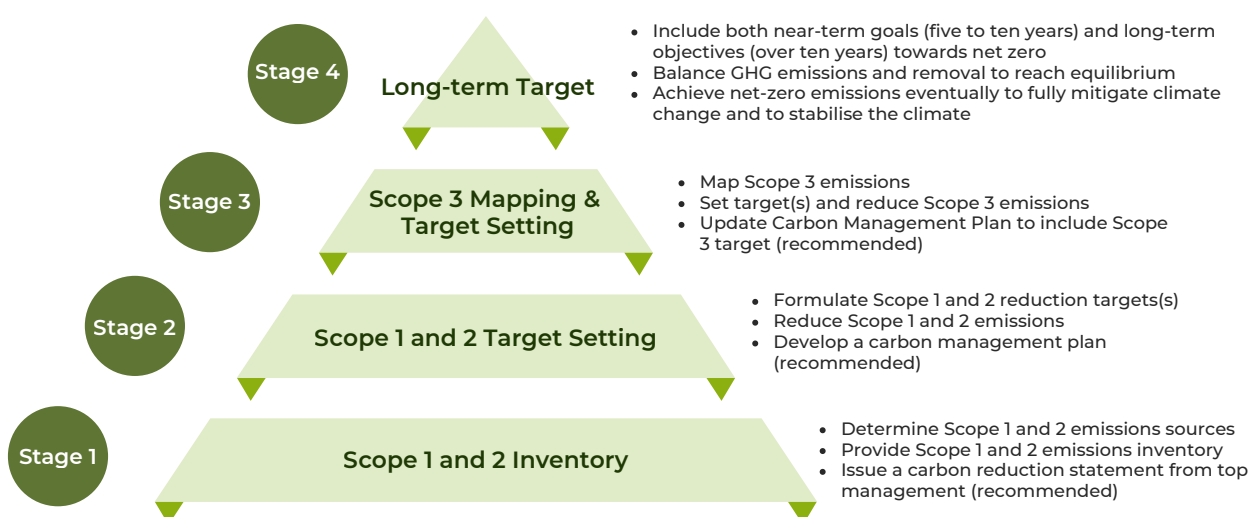 Stage 4
Long-term Target
• Include both near-term goals (five to ten years) and long-term
objectives (over ten years) towards net zero
• Balance GHG emissions and removal to reach equilibrium
• Achieve net-zero emissions eventually to fully mitigate climate
change and to stabilise the climate
Stage 3
Scope 3 Mapping &
Target Setting
• Map Scope 3 emissions
• Set target(s) and reduce Scope 3 emissions
• Update Carbon Management Plan to include Scope
3 target (recommended)
Stage 2
Scope 1 and 2 Target Setting
• Formulate Scope 1 and 2 reduction targets(s)
• Reduce Scope 1 and 2 emissions
• Develop a carbon management plan
(recommended)
Stage 1
Scope 1 and 2 Inventory
• Determine Scope 1 and 2 emissions sources
• Provide Scope 1 and 2 emissions inventory
• Issue a carbon reduction statement from top
management (recommended)